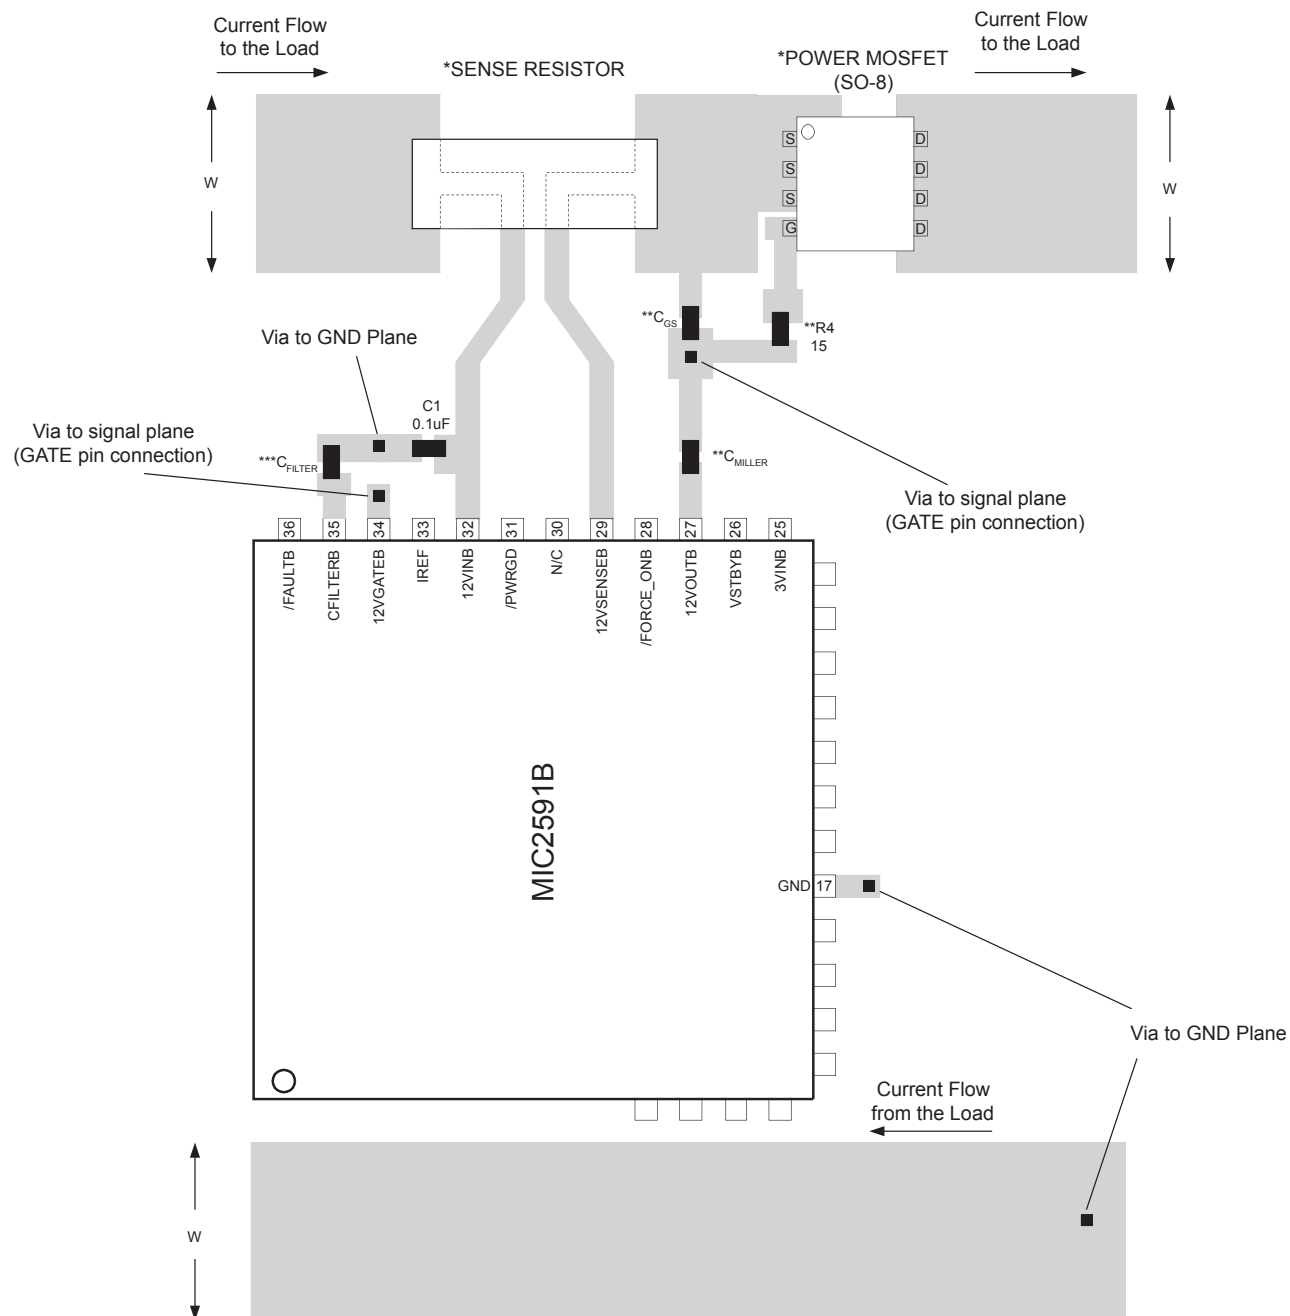 Current Flow
to the Load
Current Flow
to the Load
*SENSE RESISTOR
*POWER MOSFET
(SO-8)
W
W
S
S
S
G
D
D
D
D
**CGS
**R4
15
Via to GND Plane
C1
0.1uF
Via to signal plane
(GATE pin connection)
***CFILTER
**CMILLER
Via to signal plane
(GATE pin connection)
36
35
34
33
32
31
30
29
28
27
26
25
/FAULTB
CFILTERB
12VGATEB
IREF
12VINB
/PWRGD
N/C
12VSENSEB
/FORCE_ONB
12VOUTB
VSTBYB
3VINB
MIC2591B
GND 17
Via to GND Plane
Current Flow
from the Load
W